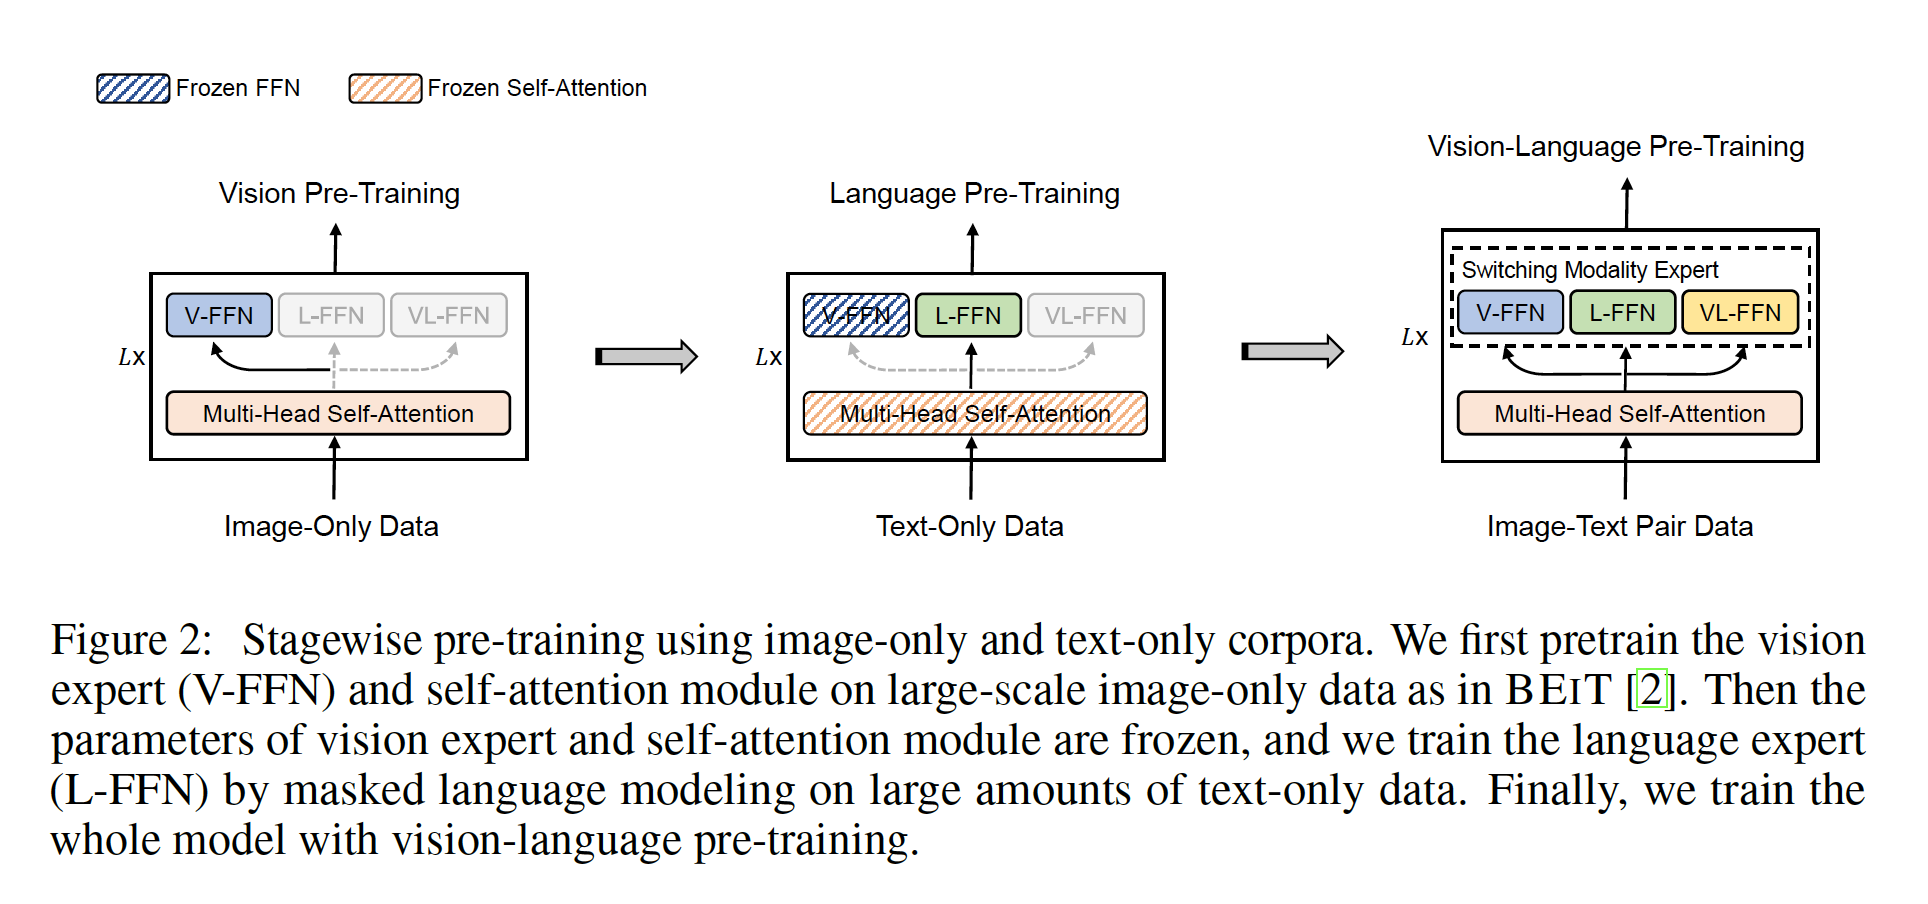 Frozen FFN
Frozen Self-Attention
Vision Pre-Training
V-FFN
L-FFN
VL-FFN
Lx
Multi-Head Self-Attention
Image-Only Data
Language Pre-Training
V-FFN
L-FFN
VL-FFN
Lx
Multi-Head Self-Attention
Text-Only Data
Vision-Language Pre-Training
Switching Modality Expert
V-FFN
L-FFN
VL-FFN
Lx
Multi-Head Self-Attention
Image-Text Pair Data
Figure 2: Stagewise pre-training using image-only and text-only corpora. We first pretrain the vision
expert (V-FFN) and self-attention module on large-scale image-only data as in BEIT [2]. Then the
parameters of vision expert and self-attention module are frozen, and we train the language expert
(L-FFN) by masked language modeling on large amounts of text-only data. Finally, we train the
whole model with vision-language pre-training.